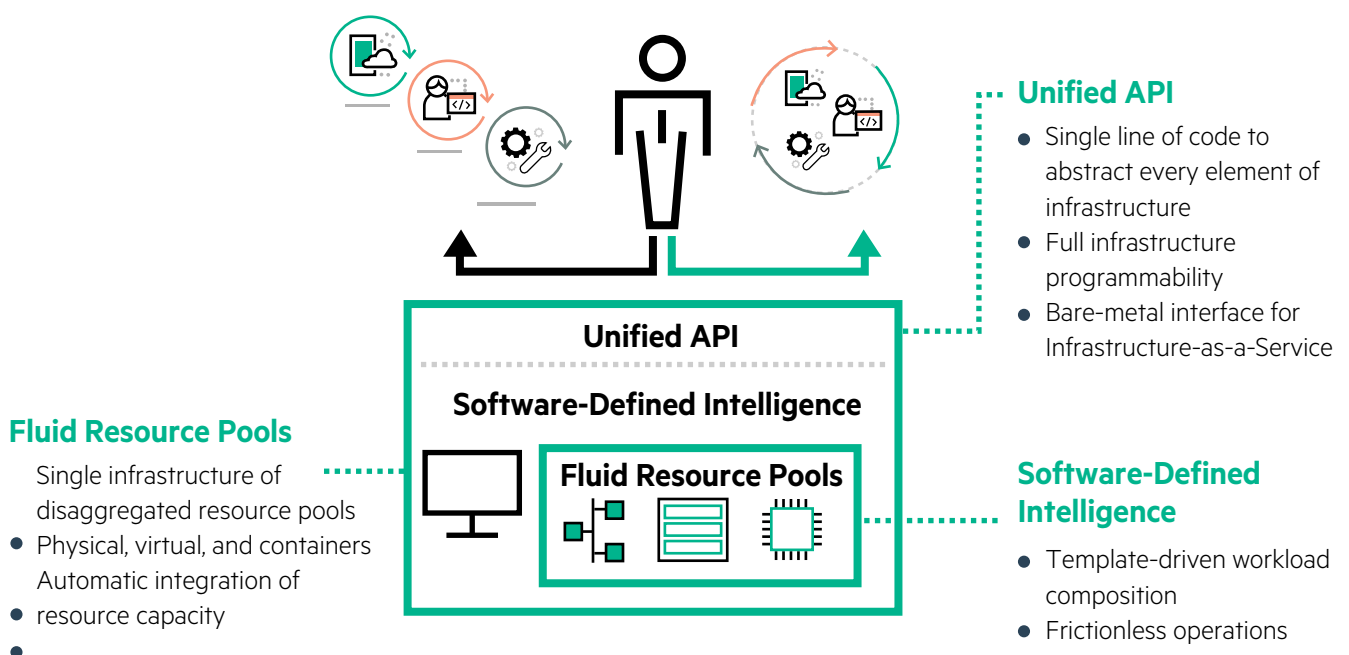 Unified API
• Single line of code to
abstract every element of
infrastructure
• Full infrastructure
programmability
• Bare-metal interface for
Infrastructure-as-a-Service
</>
</>
Unified API
Software-Defined Intelligence
Fluid Resource Pools
Fluid Resource Pools
Single infrastructure of
disaggregated resource pools
• Physical, virtual, and containers
Automatic integration of
• resource capacity
•
Software-Defined
Intelligence
• Template-driven workload
composition
• Frictionless operations